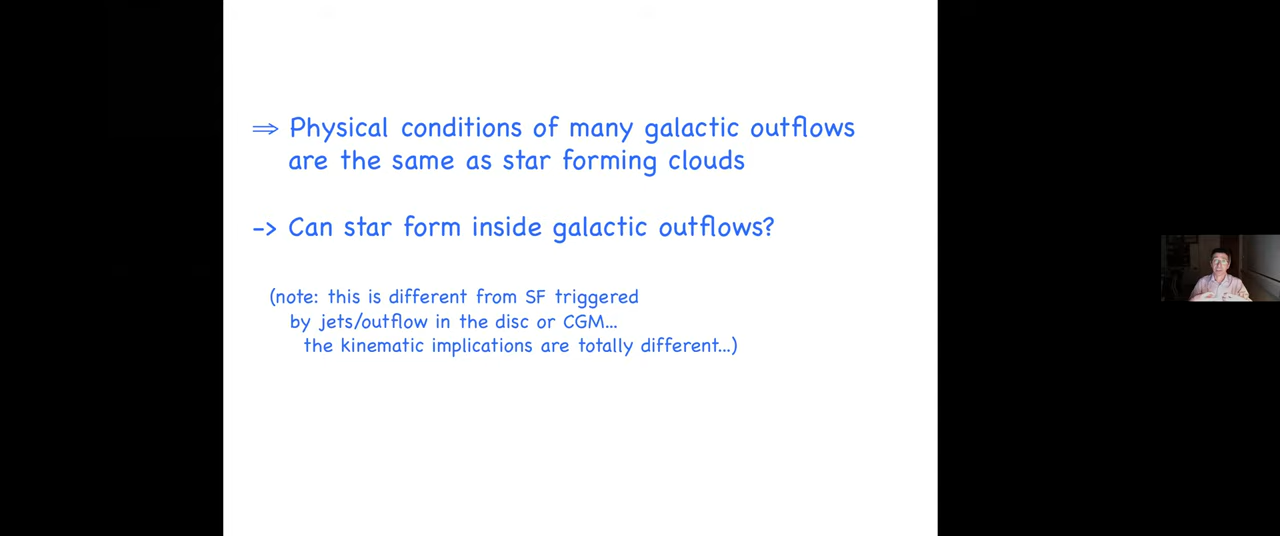 ⇒ Physical conditions of many galactic outflows
are the same as star forming clouds
-> Can star form inside galactic outflows?
(note: this is different from SF triggered
by jets/outflow in the disc or CGM...
the kinematic implications are totally different...)